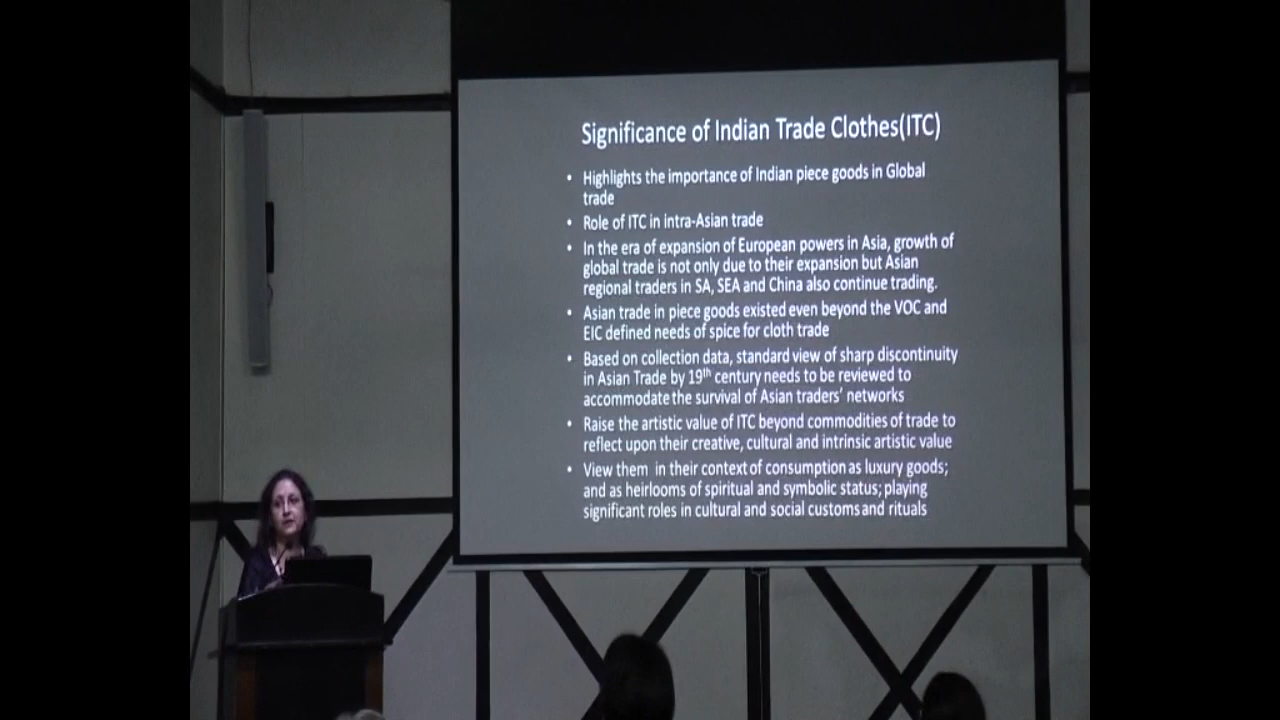 Significance of Indian Trade Clothes(ITC)
• Highlights the importance of Indian piece goods in Global
trade
• Role of ITC in intra-Asian trade
• In the era of expansion of European powers in Asia, growth of
global trade is not only due to their expansion but Asian
regional traders in SA, SEA and China also continue trading.
• Asian trade in piece goods existed even beyond the VOC and
EIC defined needs of spice for cloth trade
• Based on collection data, standard view of sharp discontinuity
in Asian Trade by 19th century needs to be reviewed to
accommodate the survival of Asian traders' networks
• Raise the artistic value of ITC beyond commodities of trade to
reflect upon their creative, cultural and intrinsic artistic value
• View them in their context of consumption as luxury goods;
and as heirlooms of spiritual and symbolic status; playing
significant roles in cultural and social customs and rituals